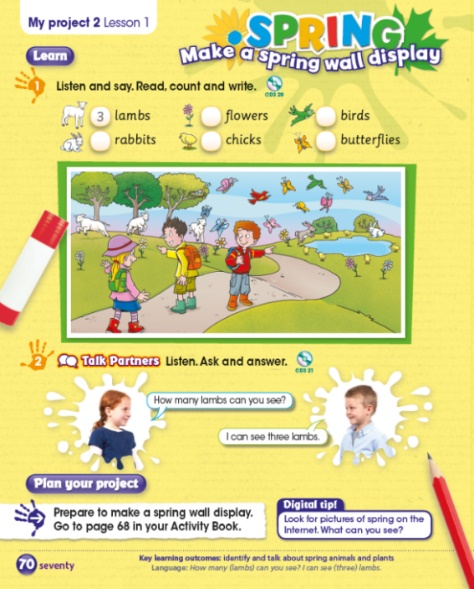 My project 2 Lesson 1
SPRING
Make a spring wall display
Learn
1 Listen and say. Read, count and write.
CD3 20
3 lambs
flowers
birds
rabbits
chicks
butterflies
2 Talk Partners Listen. Ask and answer.
CD3 21
How many lambs can you see?
I can see three lambs.
Plan your project
Prepare to make a spring wall display.
Go to page 68 in your Activity Book.
Digital tip!
Look for pictures of spring on the
Internet. What can you see?
70 seventy
Key learning outcomes: identify and talk about spring animals and plants
Language: How many (lambs) can you see? I can see (three) lambs.